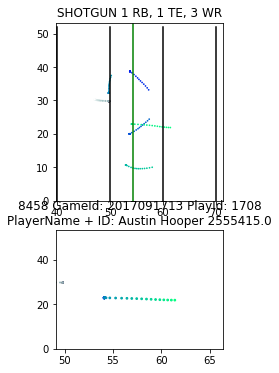 SHOTGUN 1 RB, 1 TE, 3 WR
50
40
30
20
10
0
40 50 60 70
8458 GameId: 2017091713 PlayId: 1708
PlayerName + ID: Austin Hooper 2555415.0
40
20
0
50 55 60 65